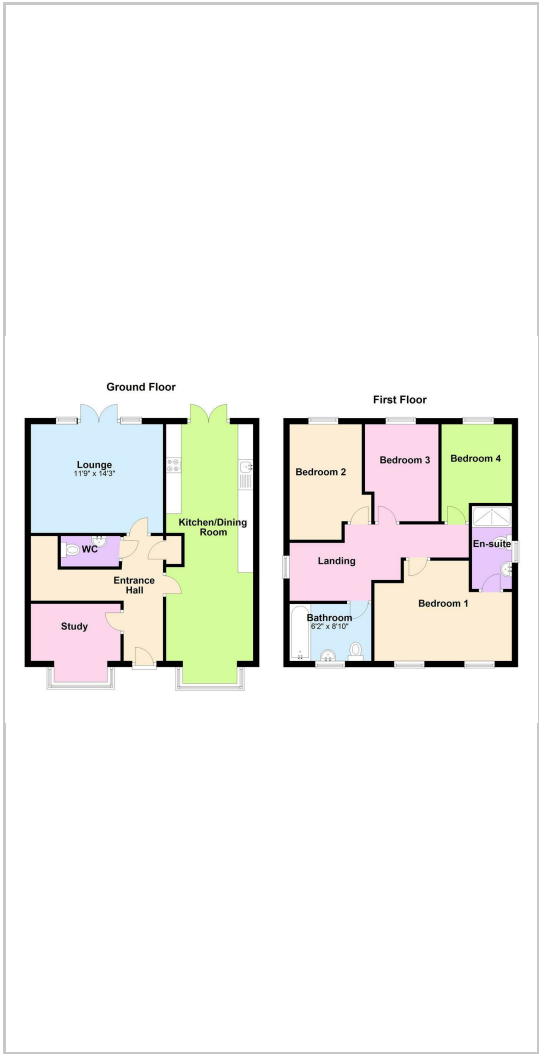 Ground Floor
Lounge
11'9" x 14'3"
Kitchen/Dining
Room
WC
Entrance
Hall
Study
First Floor
Bedroom 2
Bedroom 3
Bedroom 4
En-suite
Landing
Bedroom 1
Bathroom
6'2" x 8'10"